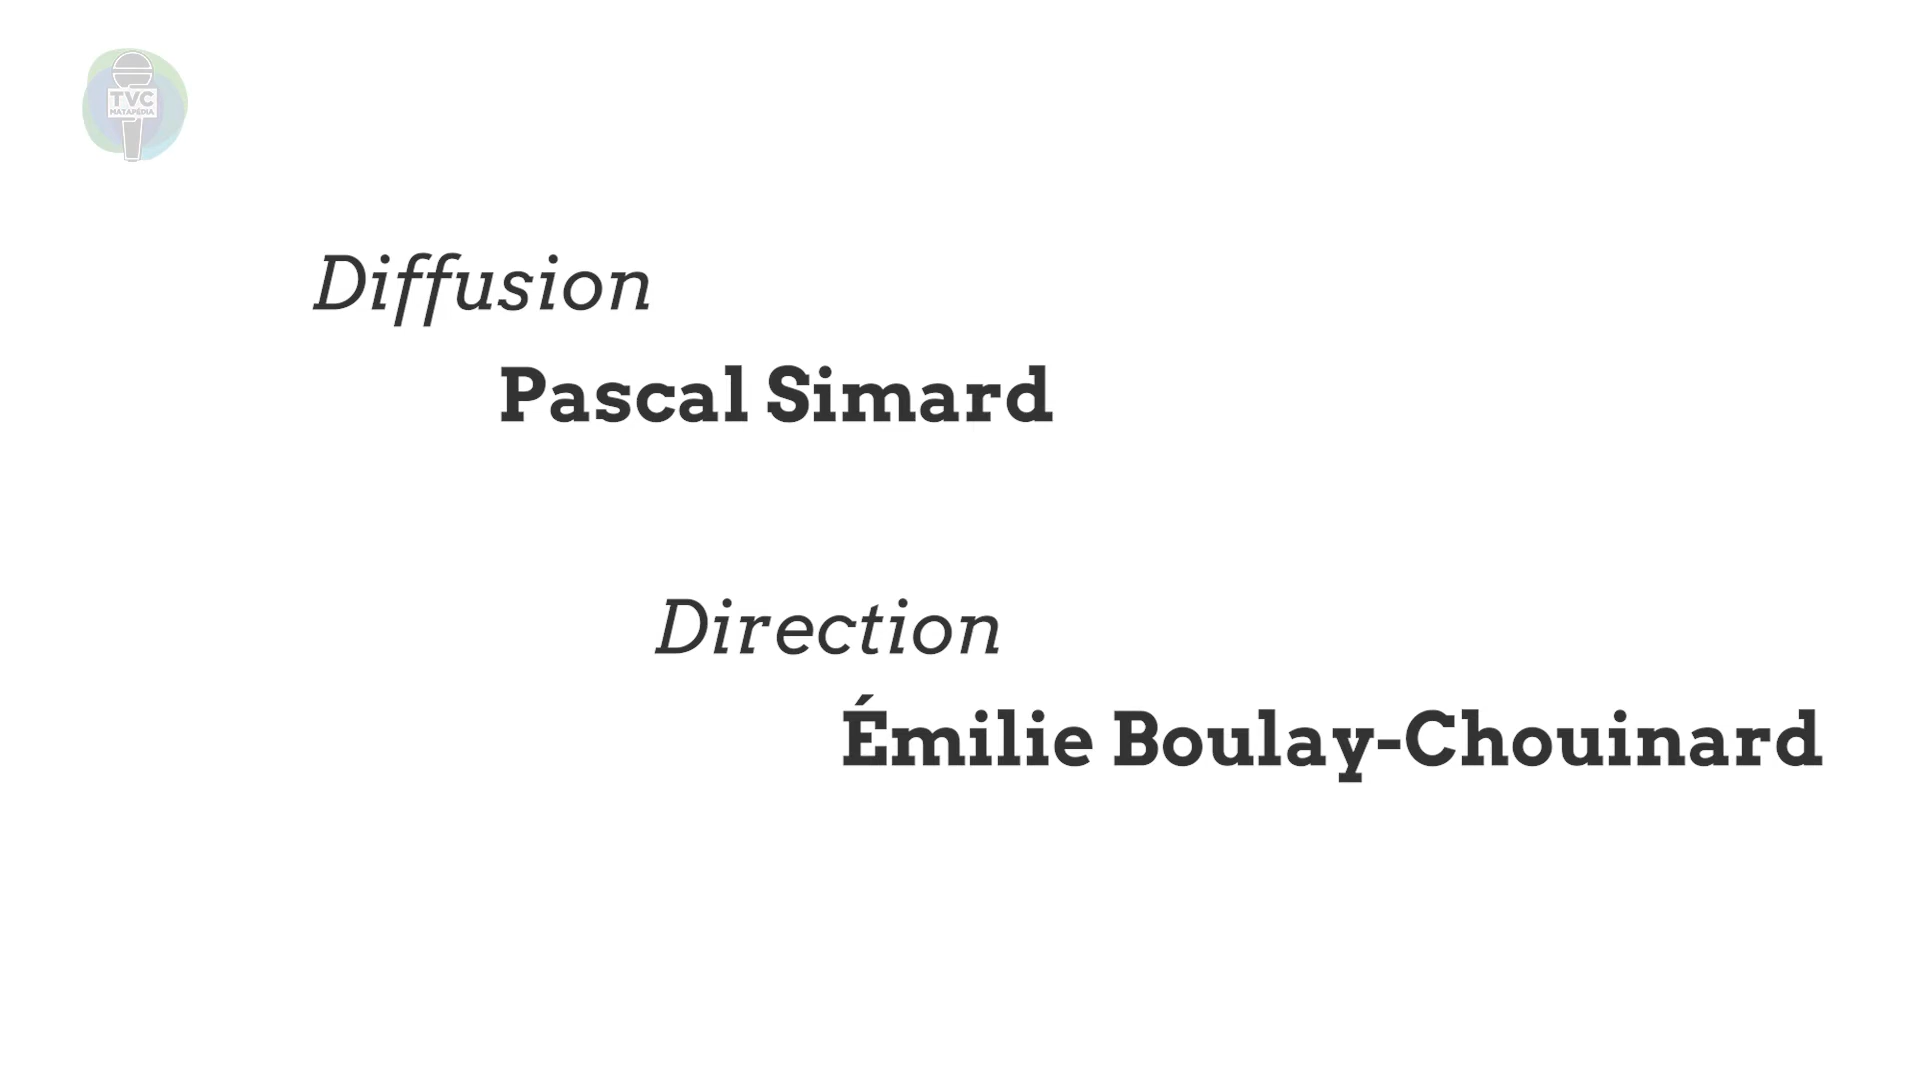 TVC
MATAPÉDIA
Diffusion
Pascal Simard
Direction
Émilie Boulay-Chouinard